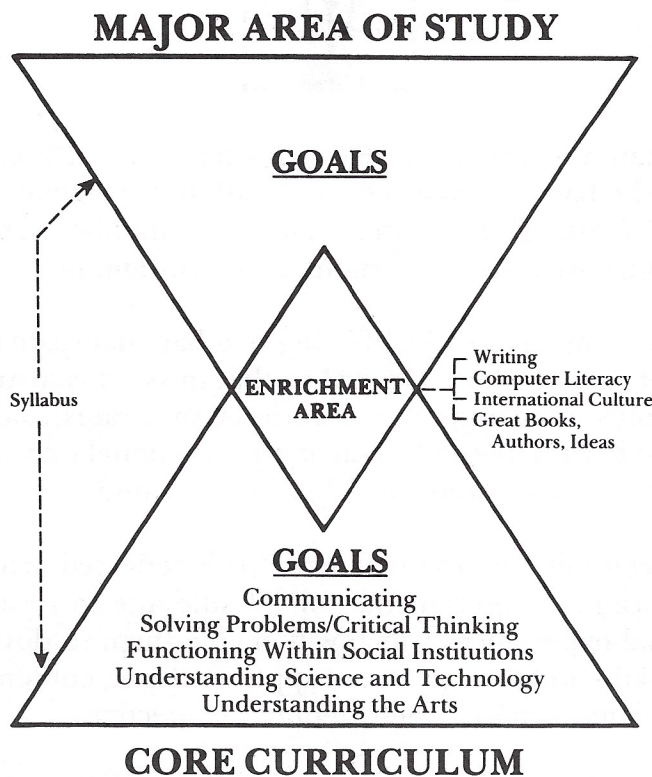 MAJOR AREA OF STUDY
GOALS
Syllabus
ENRICHMENT
AREA
Writing
Computer Literacy
International Culture
Great Books,
Authors, Ideas
GOALS
Communicating
Solving Problems/Critical Thinking
Functioning Within Social Institutions
Understanding Science and Technology
Understanding the Arts
CORE CURRICULUM